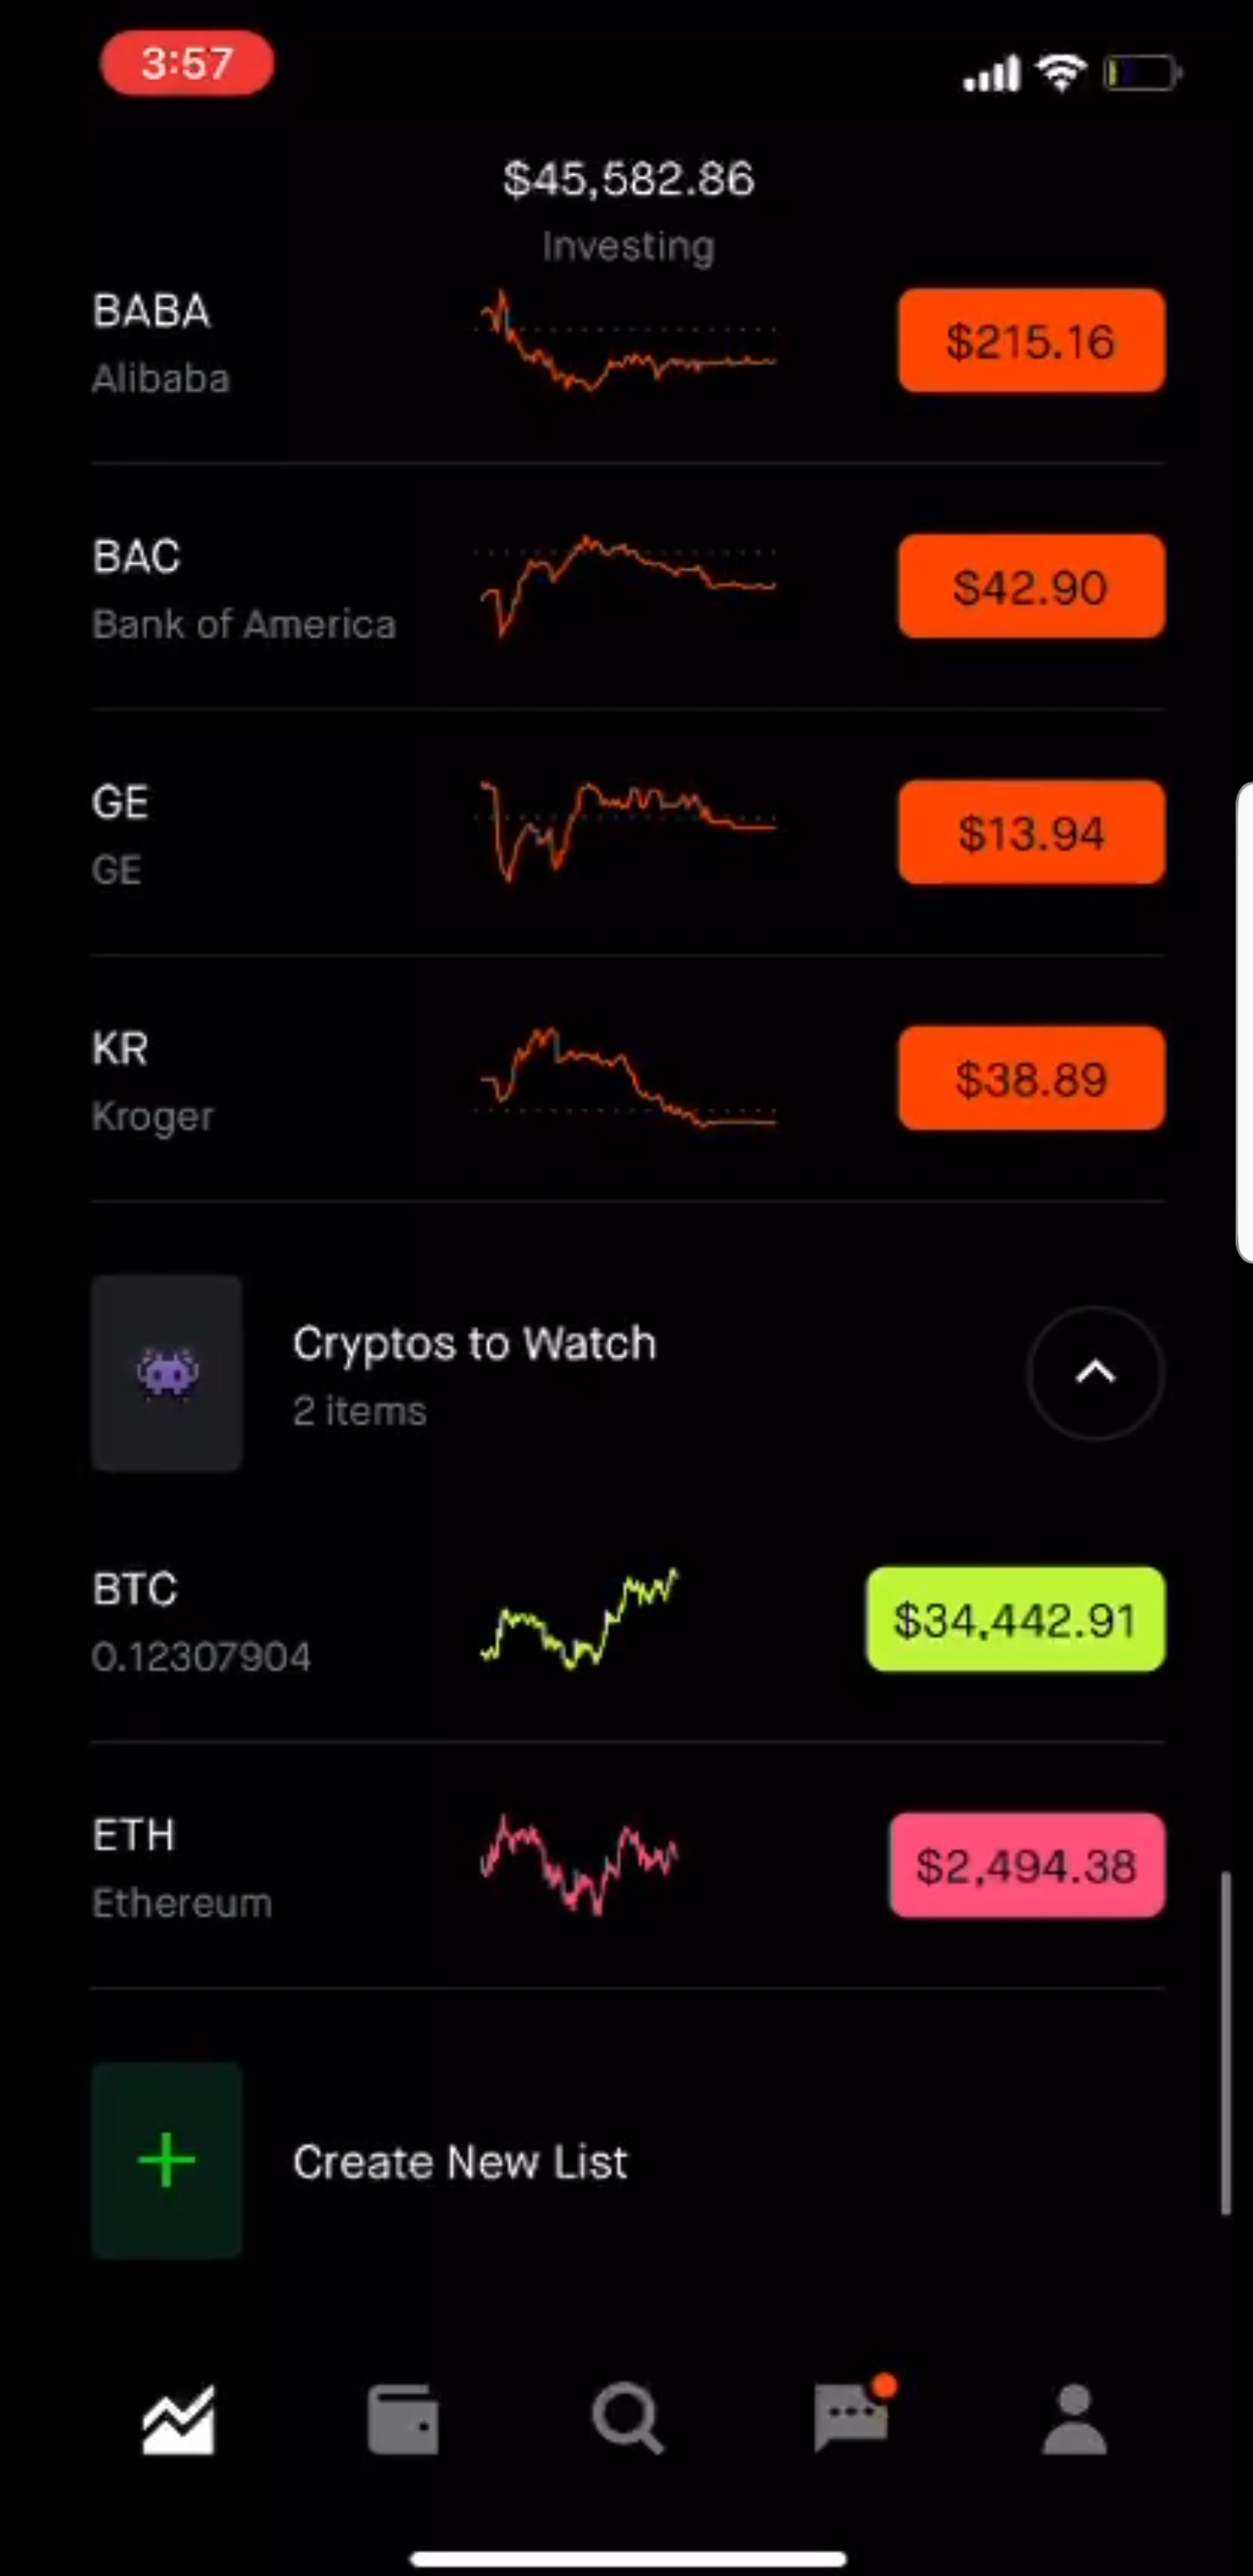 3:57
$45,582.86
Investing
BABA
Alibaba
$215.16
BAC
Bank of America
$42.90
GE
GE
$13.94
KR
Kroger
$38.89
Cryptos to Watch
2 items
BTC
0.12307904
$34,442.91
ETH
Ethereum
$2,494.38
Create New List